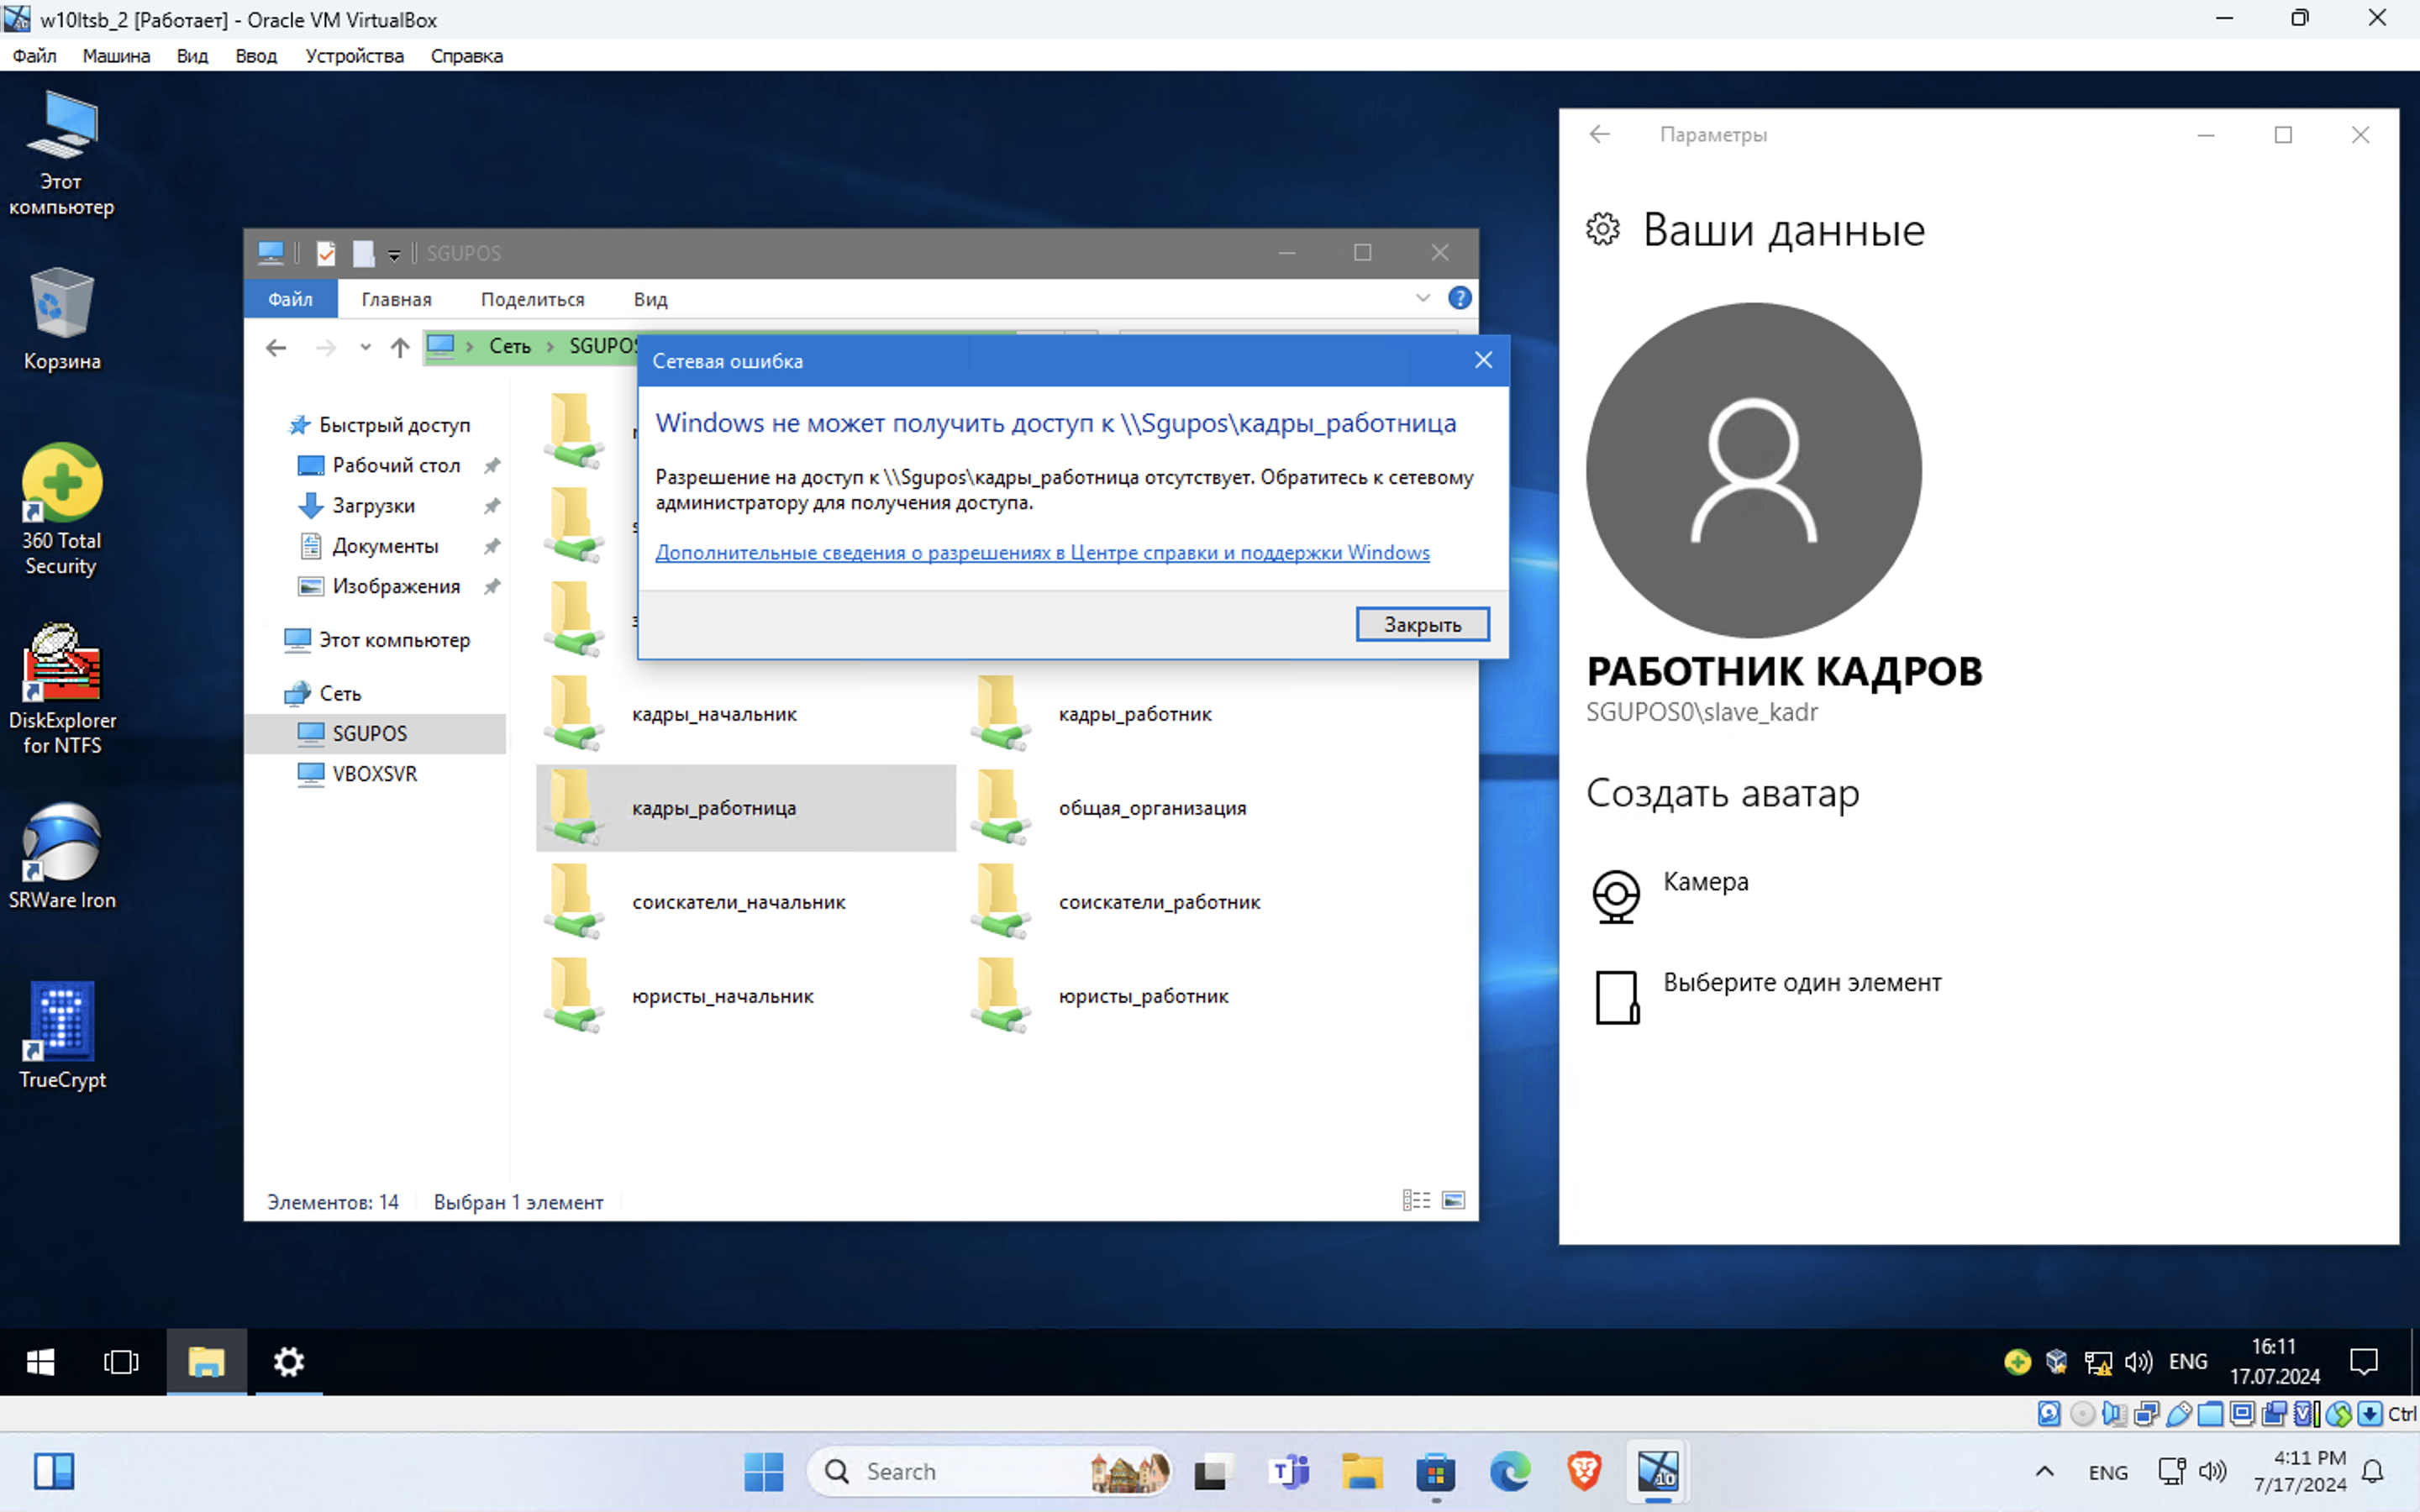 w10ltsb_2 [Работает] - Oracle VM VirtualBox
Файл Машина Вид Ввод Устройства Справка
Этот
компьютер
Корзина
360 Total
Security
DiskExplorer
for NTFS
SRWare Iron
TrueCrypt
SGUPOS
Файл Главная Поделиться Вид
Сеть SGUPOS
Быстрый доступ
Рабочий стол
Загрузки
Документы
Изображения
Этот компьютер
Сеть
SGUPOS
VBOXSVR
Сетевая ошибка
Windows не может получить доступ к \\Sgupos\кадры_работница
Разрешение на доступ к \\Sgupos\кадры_работница отсутствует. Обратитесь к сетевому
администратору для получения доступа.
Дополнительные сведения о разрешениях в Центре справки и поддержки Windows
Закрыть
кадры_начальник кадры_работник
кадры_работница общая_организация
соискатели_начальник соискатели_работник
юристы_начальник юристы_работник
Элементов: 14 Выбран 1 элемент
Параметры
Ваши данные
РАБОТНИК КАДРОВ
SGUPOS0\slave_kadr
Создать аватар
Камера
Выберите один элемент
ENG
16:11
17.07.2024
Ctrl
Search
ENG
4:11 PM
7/17/2024